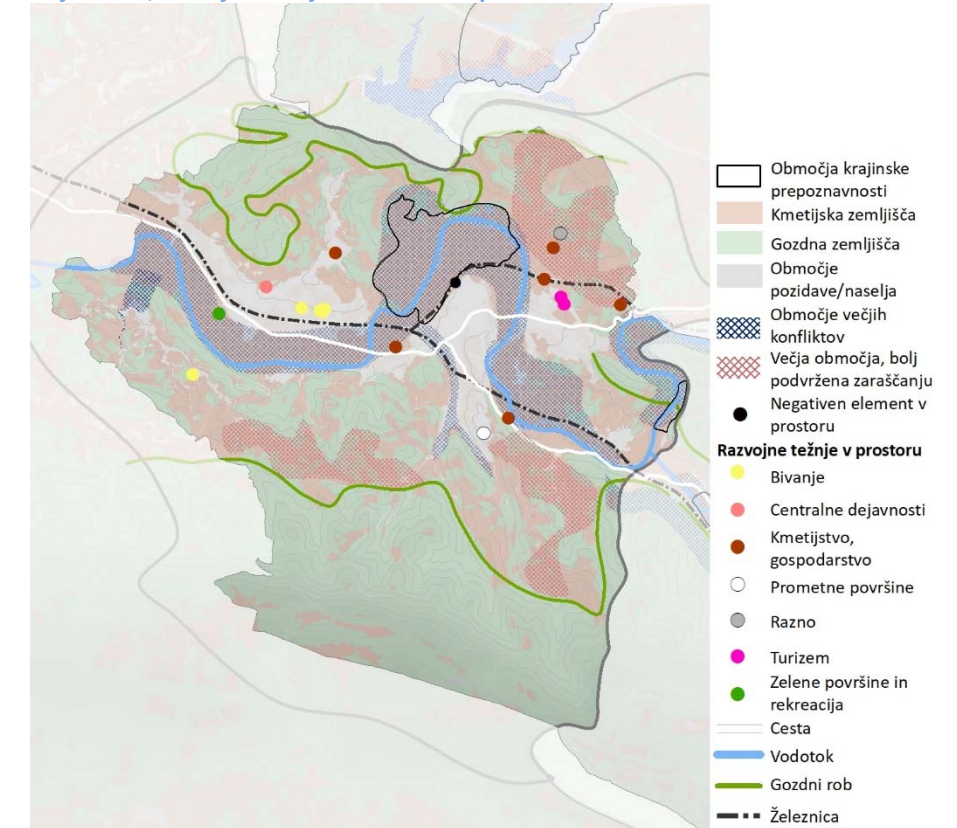 Območja krajinske
prepoznavnosti
Kmetijska zemljišča
Gozdna zemljišča
Območje
pozidave/naselja
Območje večjih
konfliktov
Večja območja, bolj
podvržena zaraščanju
Negativen element v
prostoru
Razvojne težnje v prostoru
Bivanje
Centralne dejavnosti
Kmetijstvo,
gospodarstvo
Prometne površine
Razno
Turizem
Zelene površine in
rekreacija
Cesta
Vodotok
Gozdni rob
Železnica